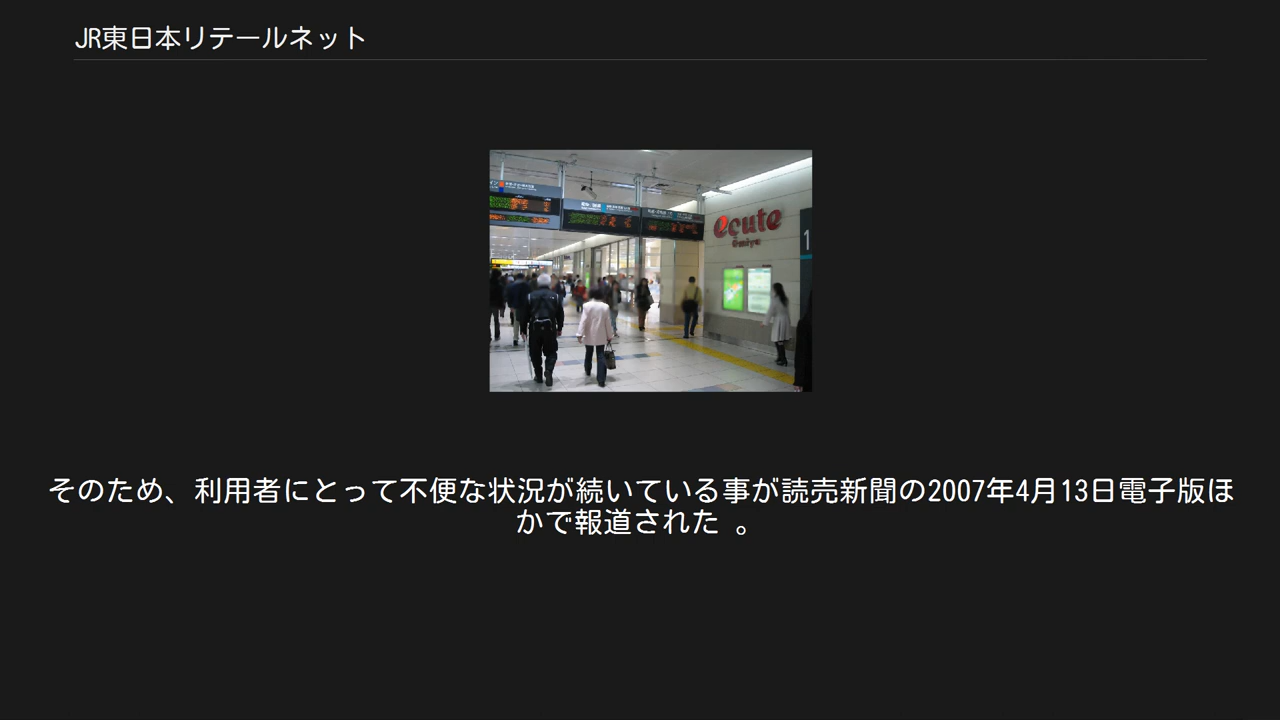 JR東日本リテールネット
ecute
Omiya
1
そのため、利用者にとって不便な状況が続いている事が読売新聞の2007年4月13日電子版ほ
かで報道された 。